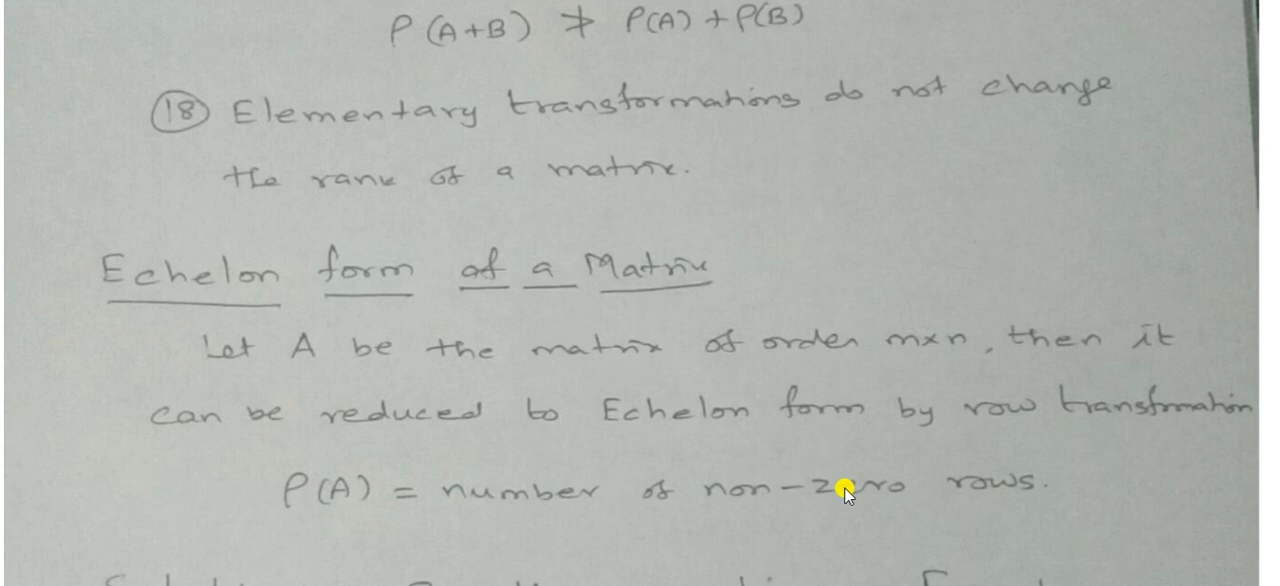 ρ(A+B) ≠ ρ(A) + ρ(B)
(18) Elementary transformations do not change
the rank of a matrix.
Echelon form of a Matrix
Let A be the matrix of order m×n, then it
can be reduced to Echelon form by row transformation
ρ(A) = number of non-zero rows.